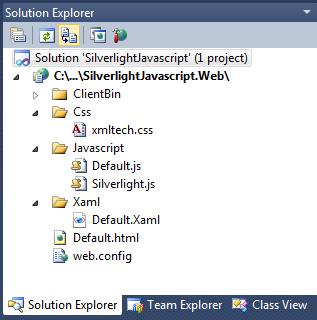 Solution Explorer
Solution 'SilverlightJavascript' (1 project)
C:\...\SilverlightJavascript.Web\
ClientBin
Css
xmltech.css
Javascript
Default.js
Silverlight.js
Xaml
Default.Xaml
Default.html
web.config
Solution Explorer Team Explorer Class View